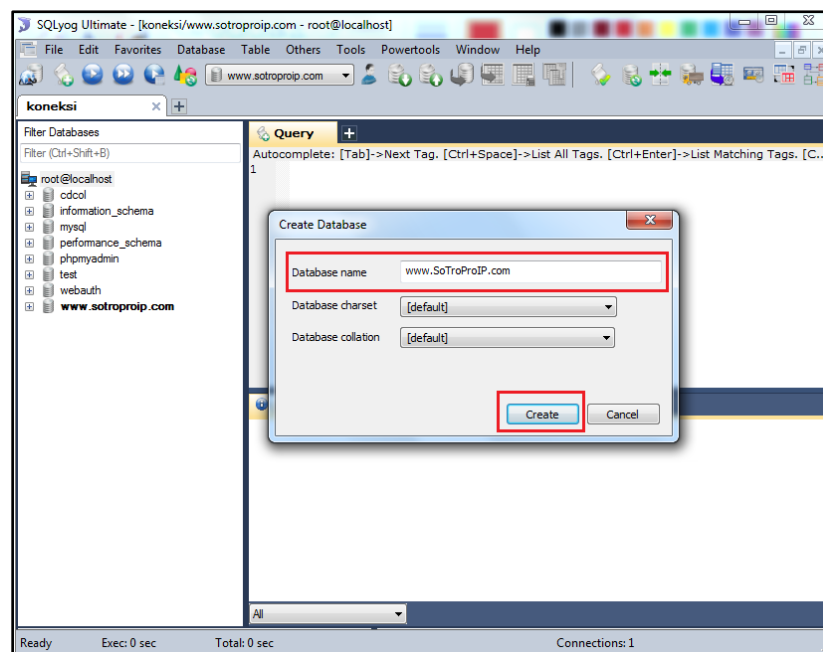 SQLyog Ultimate - [koneksi/www.sotroproip.com - root@localhost]
File Edit Favorites Database Table Others Tools Powertools Window Help
www.sotroproip.com
koneksi
Filter Databases
Filter (Ctrl+Shift+B)
root@localhost
cdcol
information_schema
mysql
performance_schema
phpmyadmin
test
webauth
www.sotroproip.com
Query
Autocomplete: [Tab]->Next Tag. [Ctrl+Space]->List All Tags. [Ctrl+Enter]->List Matching Tags. [C...
1
Create Database
Database name www.SoTroProIP.com
Database charset [default]
Database collation [default]
Create Cancel
All
Ready Exec: 0 sec Total: 0 sec Connections: 1